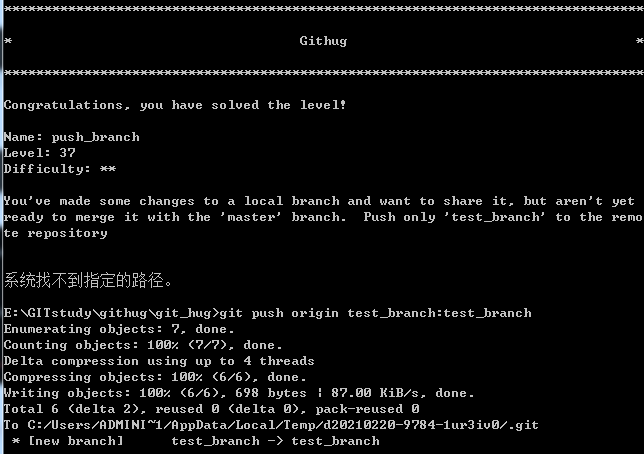 ********************************************************************************
* Githug *
********************************************************************************
Congratulations, you have solved the level!
Name: push_branch
Level: 37
Difficulty: **
You've made some changes to a local branch and want to share it, but aren't yet
ready to merge it with the 'master' branch.  Push only 'test_branch' to the remo
te repository
系统找不到指定的路径。
E:\GITstudy\githug\git_hug>git push origin test_branch:test_branch
Enumerating objects: 7, done.
Counting objects: 100% (7/7), done.
Delta compression using up to 4 threads
Compressing objects: 100% (6/6), done.
Writing objects: 100% (6/6), 698 bytes | 87.00 KiB/s, done.
Total 6 (delta 2), reused 0 (delta 0), pack-reused 0
To C:/Users/ADMINI~1/AppData/Local/Temp/d20210220-9784-1ur3iv0/.git
* [new branch] test_branch -> test_branch